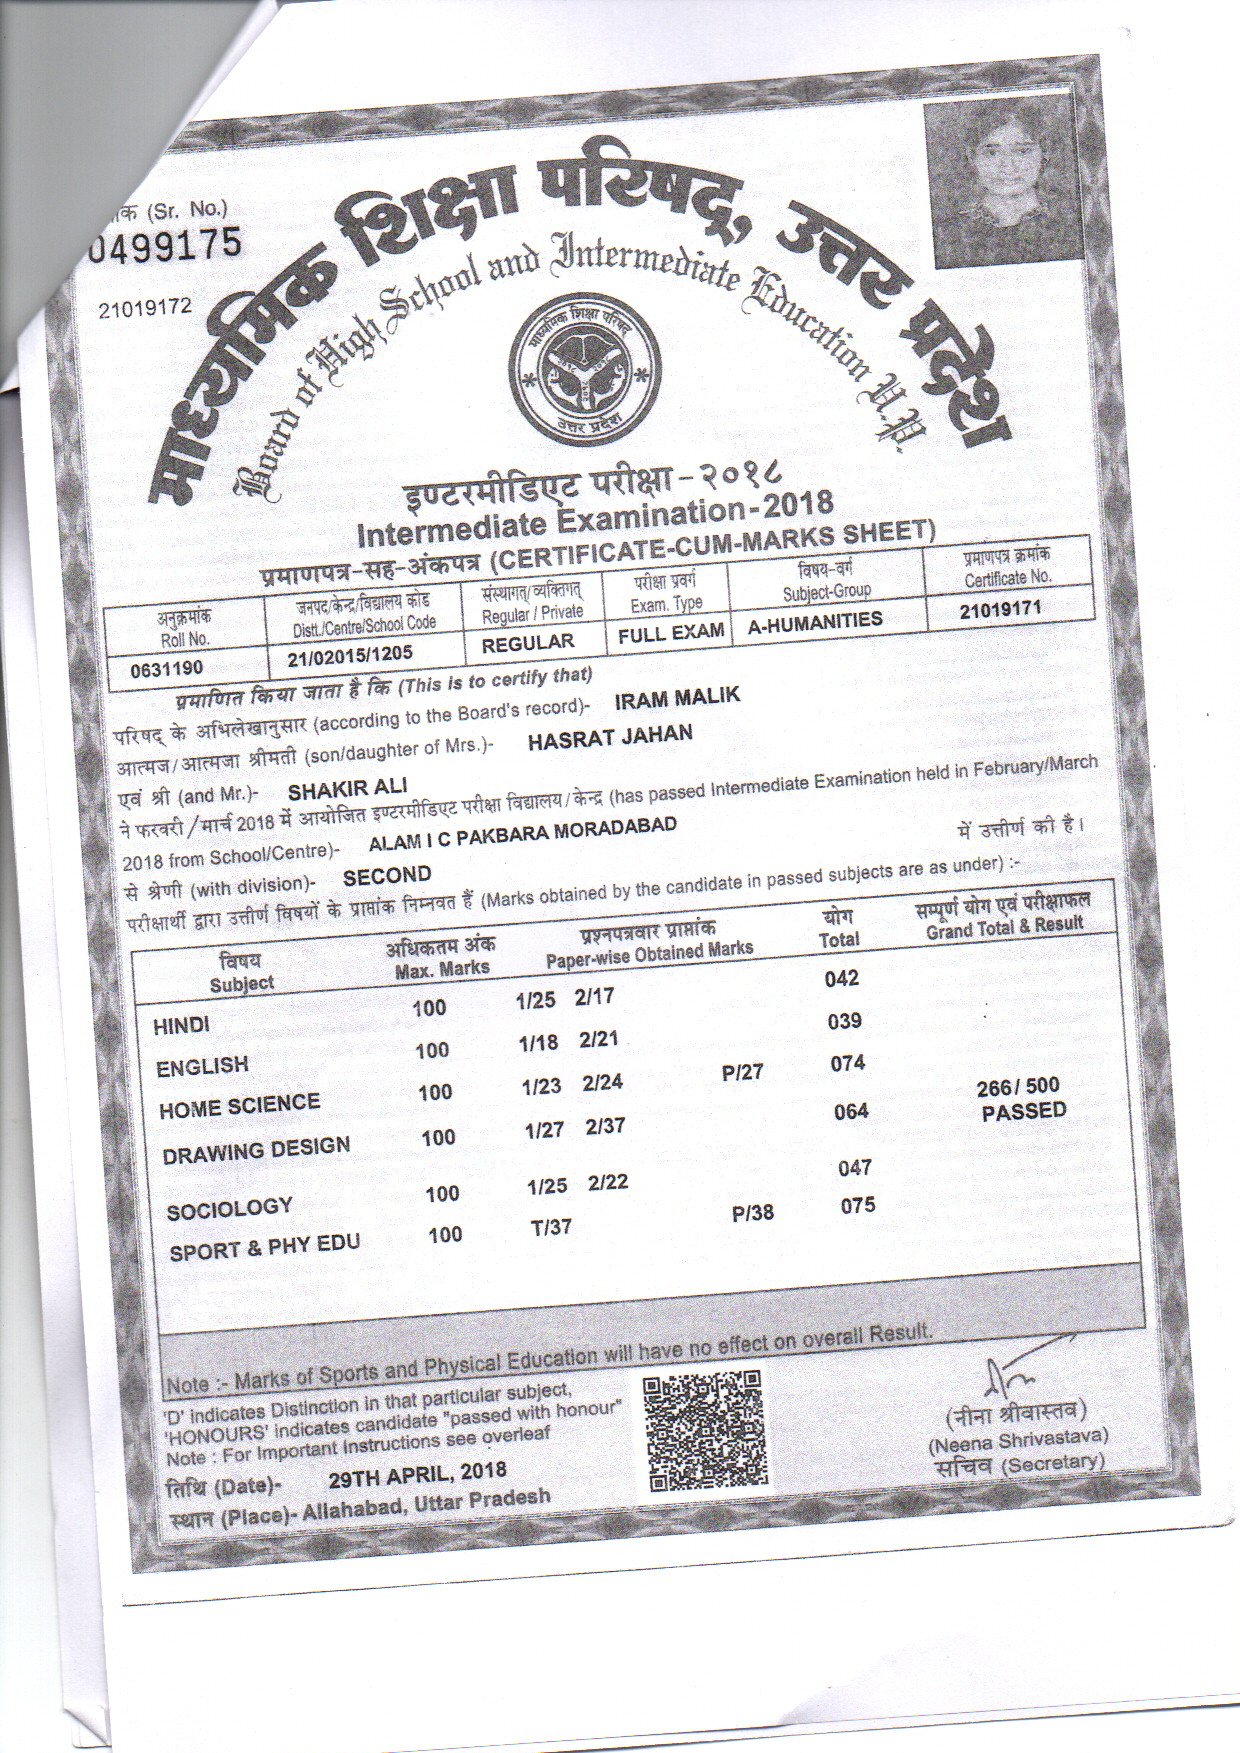 माध्यमिक शिक्षा परिषद्, उत्तर प्रदेश
Board of High School and Intermediate Education U.P.
(Sr. No.)
0499175
21019172
माध्यमिक शिक्षा परिषद्
उत्तर प्रदेश
इण्टरमीडिएट परीक्षा-२०१८
Intermediate Examination-2018
प्रमाणपत्र-सह-अंकपत्र (CERTIFICATE-CUM-MARKS SHEET)
अनुक्रमांक जनपद/केन्द्र/विद्यालय कोड संस्थागत्/व्यक्तिगत् परीक्षा प्रवर्ग विषय-वर्ग प्रमाणपत्र क्रमांक
Roll No. Distt./Centre/School Code Regular / Private Exam. Type Subject-Group Certificate No.
0631190 21/02015/1205 REGULAR FULL EXAM A-HUMANITIES 21019171
प्रमाणित किया जाता है कि (This is to certify that)
परिषद् के अभिलेखानुसार (according to the Board's record)- IRAM MALIK
आत्मज/आत्मजा श्रीमती (son/daughter of Mrs.)- HASRAT JAHAN
एवं श्री (and Mr.)- SHAKIR ALI
ने फरवरी/मार्च 2018 में आयोजित इण्टरमीडिएट परीक्षा विद्यालय/केन्द्र (has passed Intermediate Examination held in February/March
2018 from School/Centre)- ALAM I C PAKBARA MORADABAD में उत्तीर्ण की है।
से श्रेणी (with division)- SECOND
परीक्षार्थी द्वारा उत्तीर्ण विषयों के प्राप्तांक निम्नवत हैं (Marks obtained by the candidate in passed subjects are as under) :-
विषय अधिकतम अंक प्रश्नपत्रवार प्राप्तांक योग सम्पूर्ण योग एवं परीक्षाफल
Subject Max. Marks Paper-wise Obtained Marks Total Grand Total & Result
HINDI 100 1/25 2/17 042
ENGLISH 100 1/18 2/21 039
HOME SCIENCE 100 1/23 2/24 P/27 074
266/ 500
DRAWING DESIGN 100 1/27 2/37 064
PASSED
SOCIOLOGY 100 1/25 2/22 047
SPORT & PHY EDU 100 T/37 P/38 075
Note :- Marks of Sports and Physical Education will have no effect on overall Result.
'D' indicates Distinction in that particular subject,
'HONOURS' indicates candidate "passed with honour"
Note : For Important Instructions see overleaf
तिथि (Date)- 29TH APRIL, 2018
स्थान (Place)- Allahabad, Uttar Pradesh
(नीना श्रीवास्तव)
(Neena Shrivastava)
सचिव (Secretary)